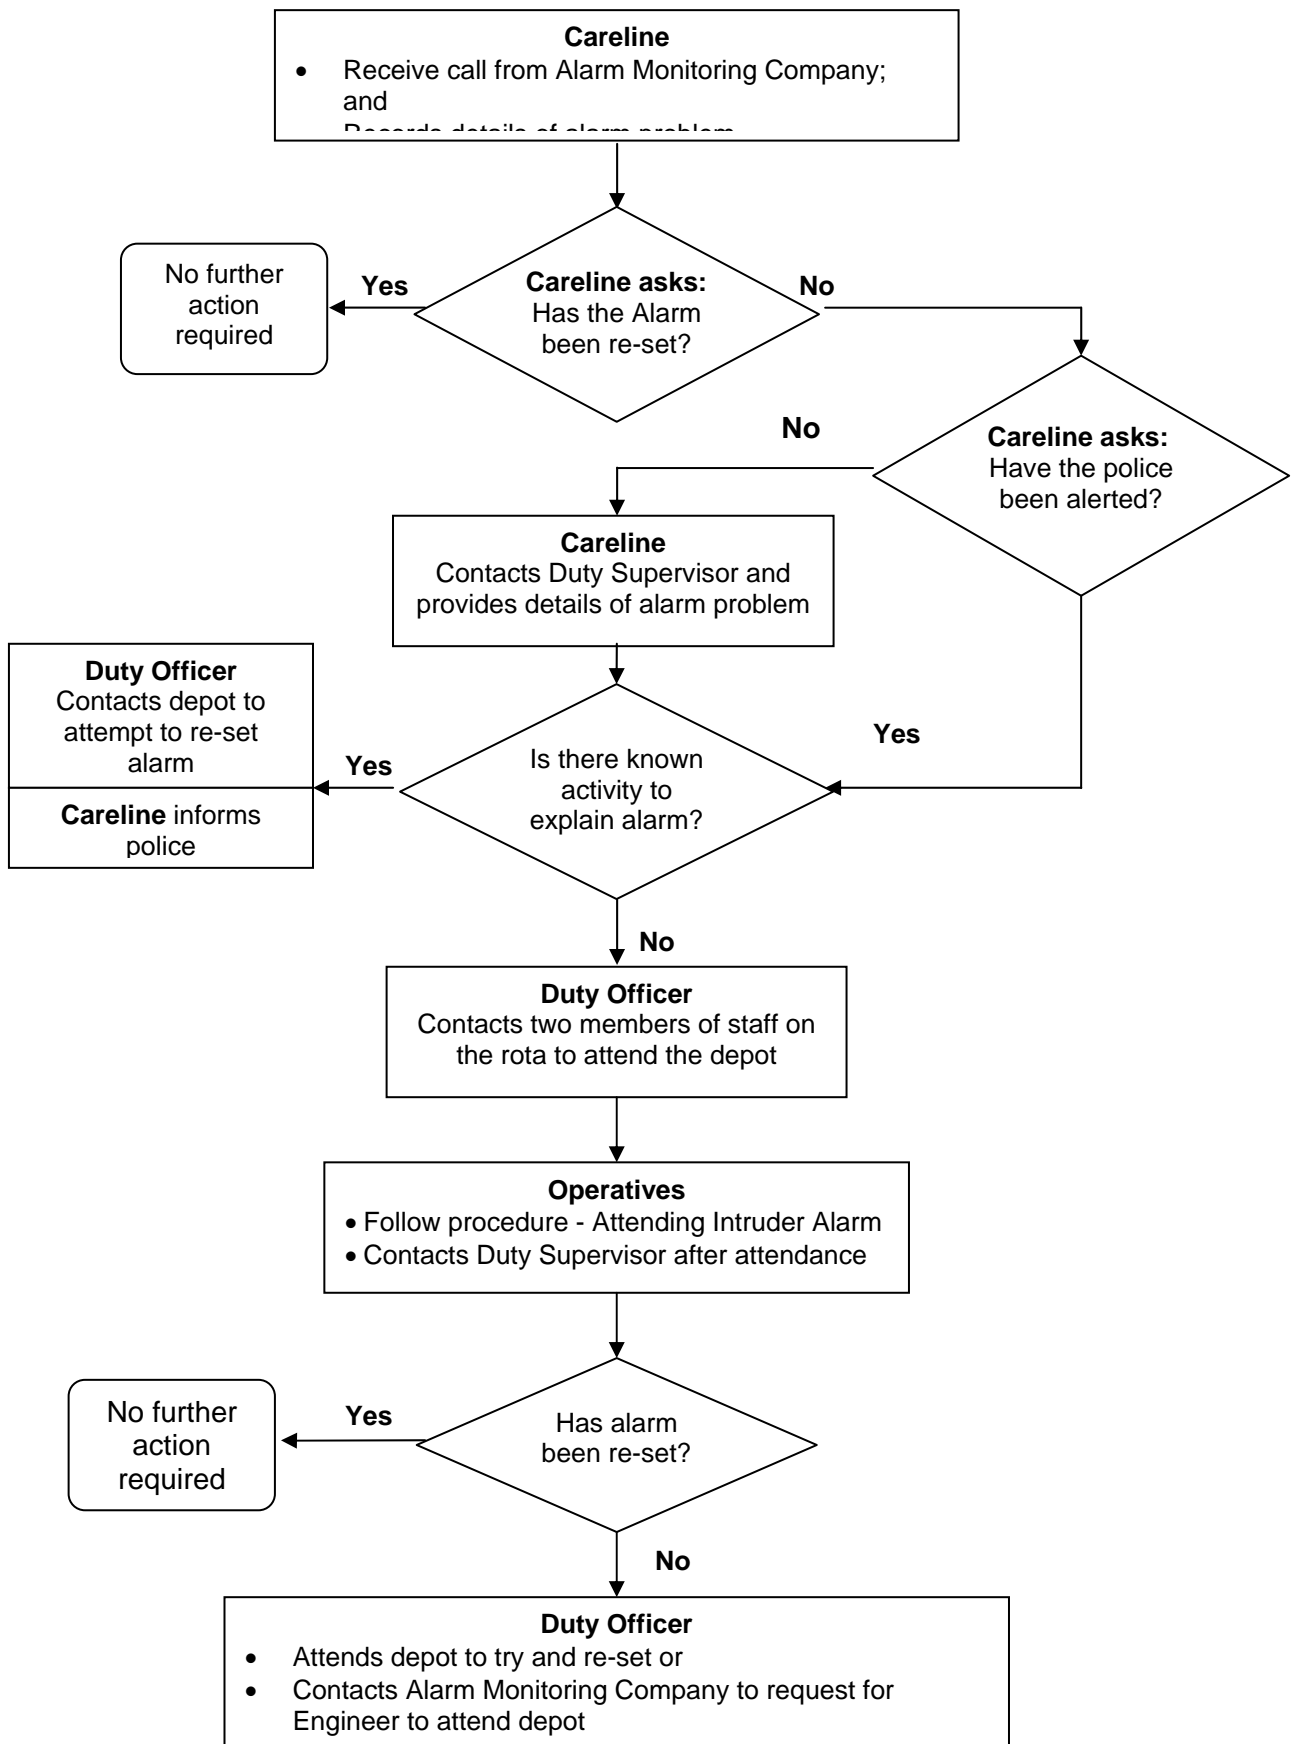 Careline
• Receive call from Alarm Monitoring Company;
and
Records details of alarm problem
No further
action
required
Yes
Careline asks:
Has the Alarm
been re-set?
No
No
Careline asks:
Have the police
been alerted?
Careline
Contacts Duty Supervisor and
provides details of alarm problem
Duty Officer
Contacts depot to
attempt to re-set
alarm
Careline informs
police
Yes
Is there known
activity to
explain alarm?
Yes
No
Duty Officer
Contacts two members of staff on
the rota to attend the depot
Operatives
• Follow procedure - Attending Intruder Alarm
• Contacts Duty Supervisor after attendance
No further
action
required
Yes
Has alarm
been re-set?
No
Duty Officer
• Attends depot to try and re-set or
• Contacts Alarm Monitoring Company to request for
Engineer to attend depot